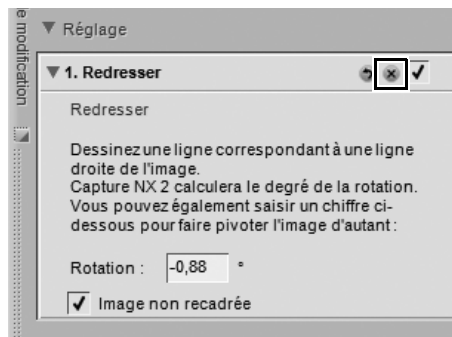 e modification
Réglage
1. Redresser
Redresser
Dessinez une ligne correspondant à une ligne
droite de l'image.
Capture NX 2 calculera le degré de la rotation.
Vous pouvez également saisir un chiffre ci-
dessous pour faire pivoter l'image d'autant :
Rotation : -0,88 °
Image non recadrée